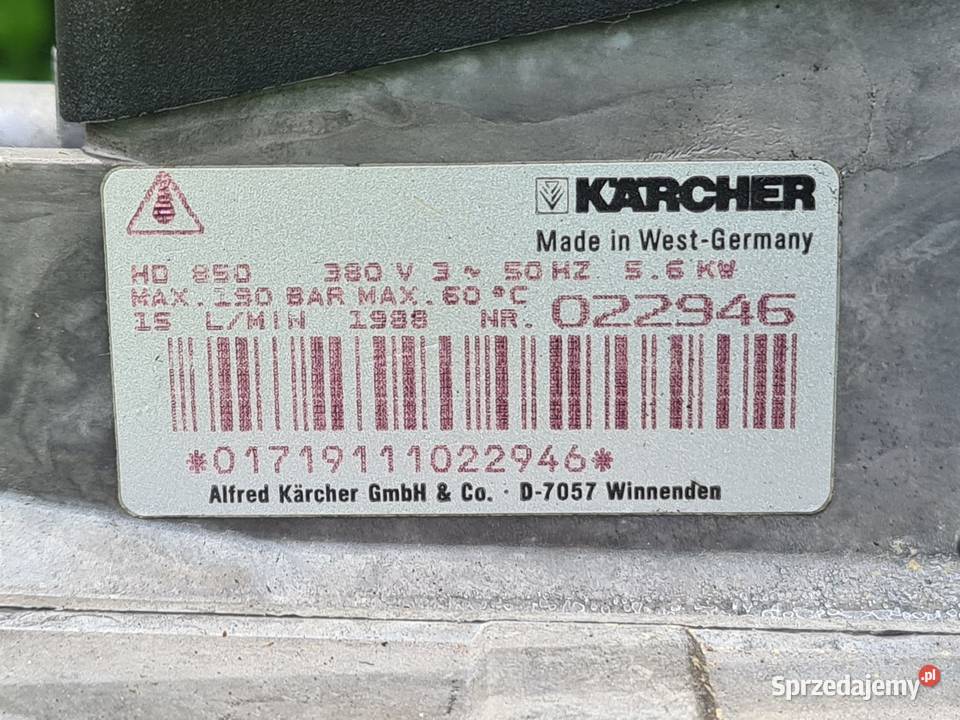 KÄRCHER
Made in West-Germany
HD 850 380 V 3 ~ 50 HZ 5.6 KW
MAX. 190 BAR MAX. 60 °C
15 L/MIN 1988 NR. 022946
*01719111022946*
Alfred Kärcher GmbH & Co. · D-7057 Winnenden
Sprzedajemy.pl